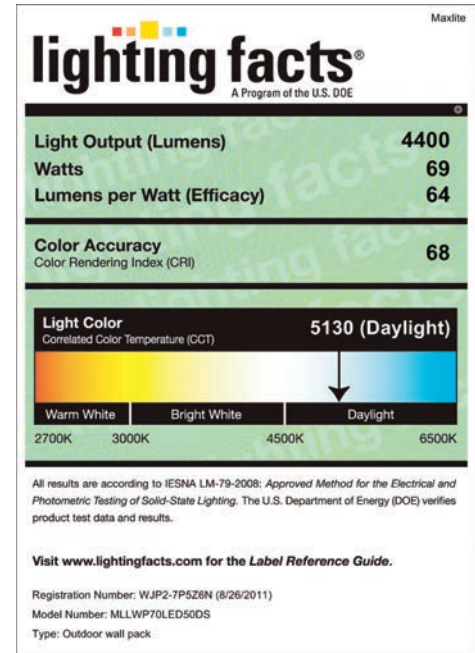 Maxlite
lighting facts®
A Program of the U.S. DOE
Light Output (Lumens) 4400
Watts 69
Lumens per Watt (Efficacy) 64
Color Accuracy
Color Rendering Index (CRI) 68
Light Color
Correlated Color Temperature (CCT) 5130 (Daylight)
Warm White Bright White Daylight
2700K 3000K 4500K 6500K
All results are according to IESNA LM-79-2008: Approved Method for the Electrical and
Photometric Testing of Solid-State Lighting. The U.S. Department of Energy (DOE) verifies
product test data and results.
Visit www.lightingfacts.com for the Label Reference Guide.
Registration Number: WJP2-7P5Z6N (8/26/2011)
Model Number: MLLWP70LED50DS
Type: Outdoor wall pack